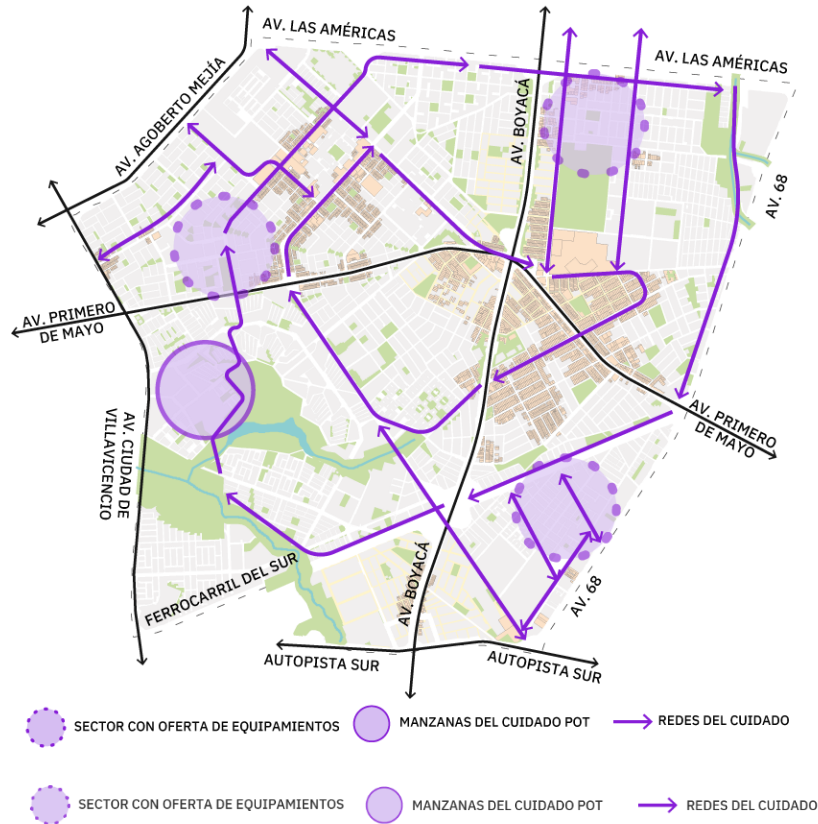 AV. LAS AMÉRICAS
AV. LAS AMÉRICAS
AV. AGOBERTO MEJÍA
AV. BOYACÁ
AV. 68
AV. PRIMERO
DE MAYO
AV. PRIMERO
DE MAYO
AV. CIUDAD DE
VILLAVICENCIO
AV. BOYACÁ
FERROCARRIL DEL SUR
AV. 68
AUTOPISTA SUR
AUTOPISTA SUR
SECTOR CON OFERTA DE EQUIPAMIENTOS
MANZANAS DEL CUIDADO POT
REDES DEL CUIDADO
SECTOR CON OFERTA DE EQUIPAMIENTOS
MANZANAS DEL CUIDADO POT
REDES DEL CUIDADO